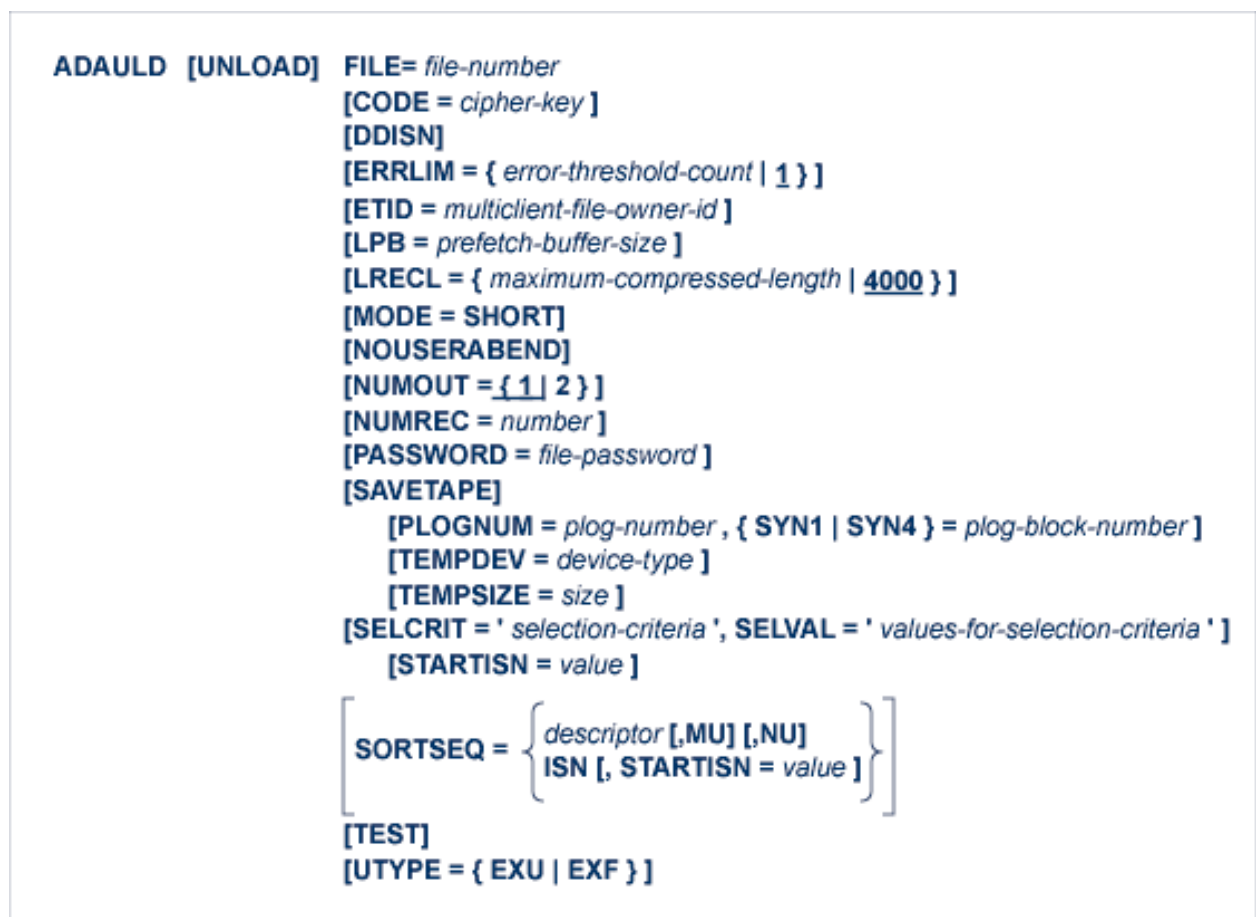 ADAULD [UNLOAD] FILE= file-number
[CODE = cipher-key ]
[DDISN]
[ERRLIM = { error-threshold-count | 1 } ]
[ETID = multiclient-file-owner-id ]
[LPB = prefetch-buffer-size ]
[LRECL = { maximum-compressed-length | 4000 } ]
[MODE = SHORT]
[NOUSERABEND]
[NUMOUT = { 1 | 2 } ]
[NUMREC = number ]
[PASSWORD = file-password ]
[SAVETAPE]
[PLOGNUM = plog-number , { SYN1 | SYN4 } = plog-block-number ]
[TEMPDEV = device-type ]
[TEMPSIZE = size ]
[SELCRIT = ' selection-criteria ', SELVAL = ' values-for-selection-criteria ' ]
[STARTISN = value ]
SORTSEQ =
descriptor [,MU] [,NU]
ISN [, STARTISN = value ]
[TEST]
[UTYPE = { EXU | EXF } ]